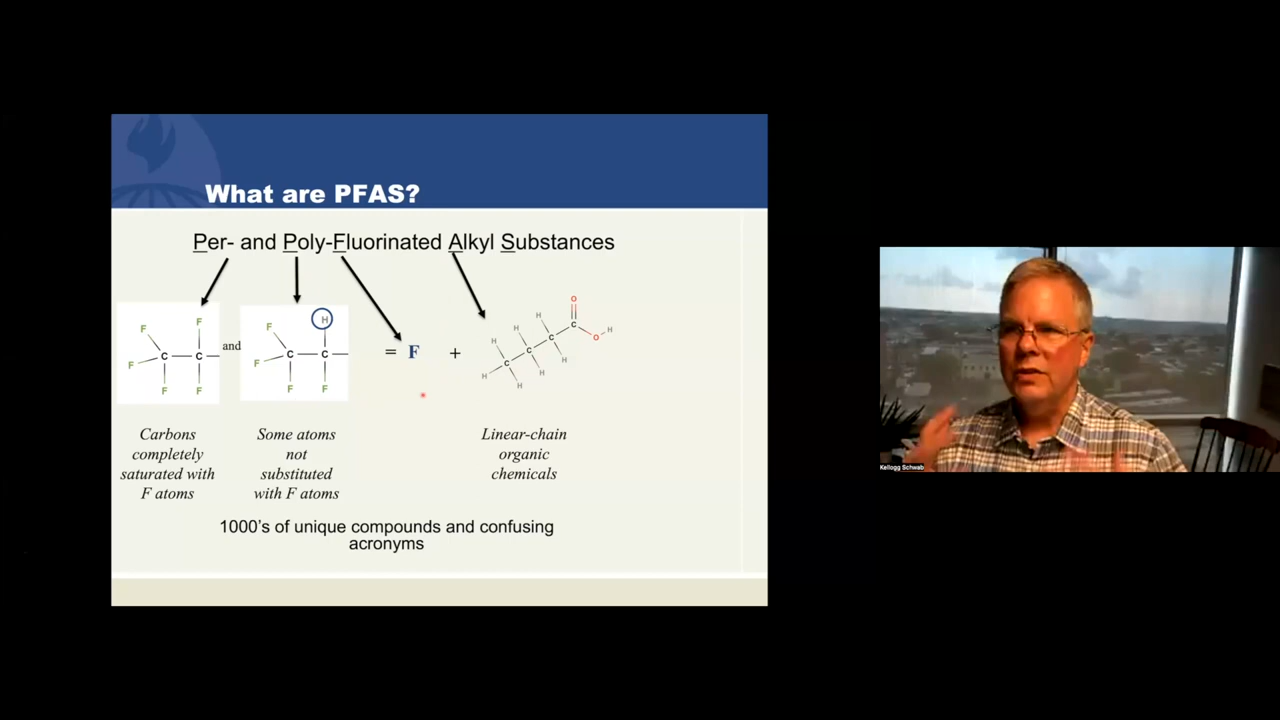 What are PFAS?
Per- and Poly-Fluorinated Alkyl Substances
F F
C C
F
F F
and
F H
C C
F
F F
= F
+
O
H
H
H
C
O
H
C
H
C
H
C
H
H
H
Carbons
completely
saturated with
F atoms
Some atoms
not
substituted
with F atoms
Linear-chain
organic
chemicals
1000's of unique compounds and confusing
acronyms
Kellogg Schwab